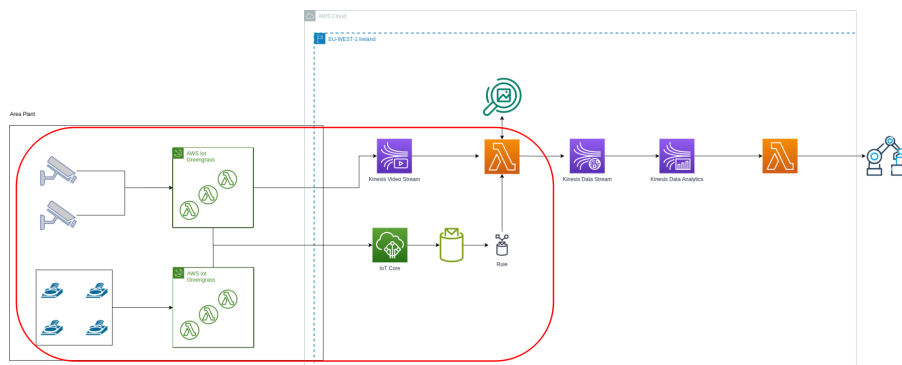 AWS Cloud
EU-WEST-1 Ireland
Area Plant
AWS Iot
Greengrass
Kinesis Video Stream
Kinesis Data Stream
Kinesis Data Analytics
IoT Core
Rule
AWS Iot
Greengrass